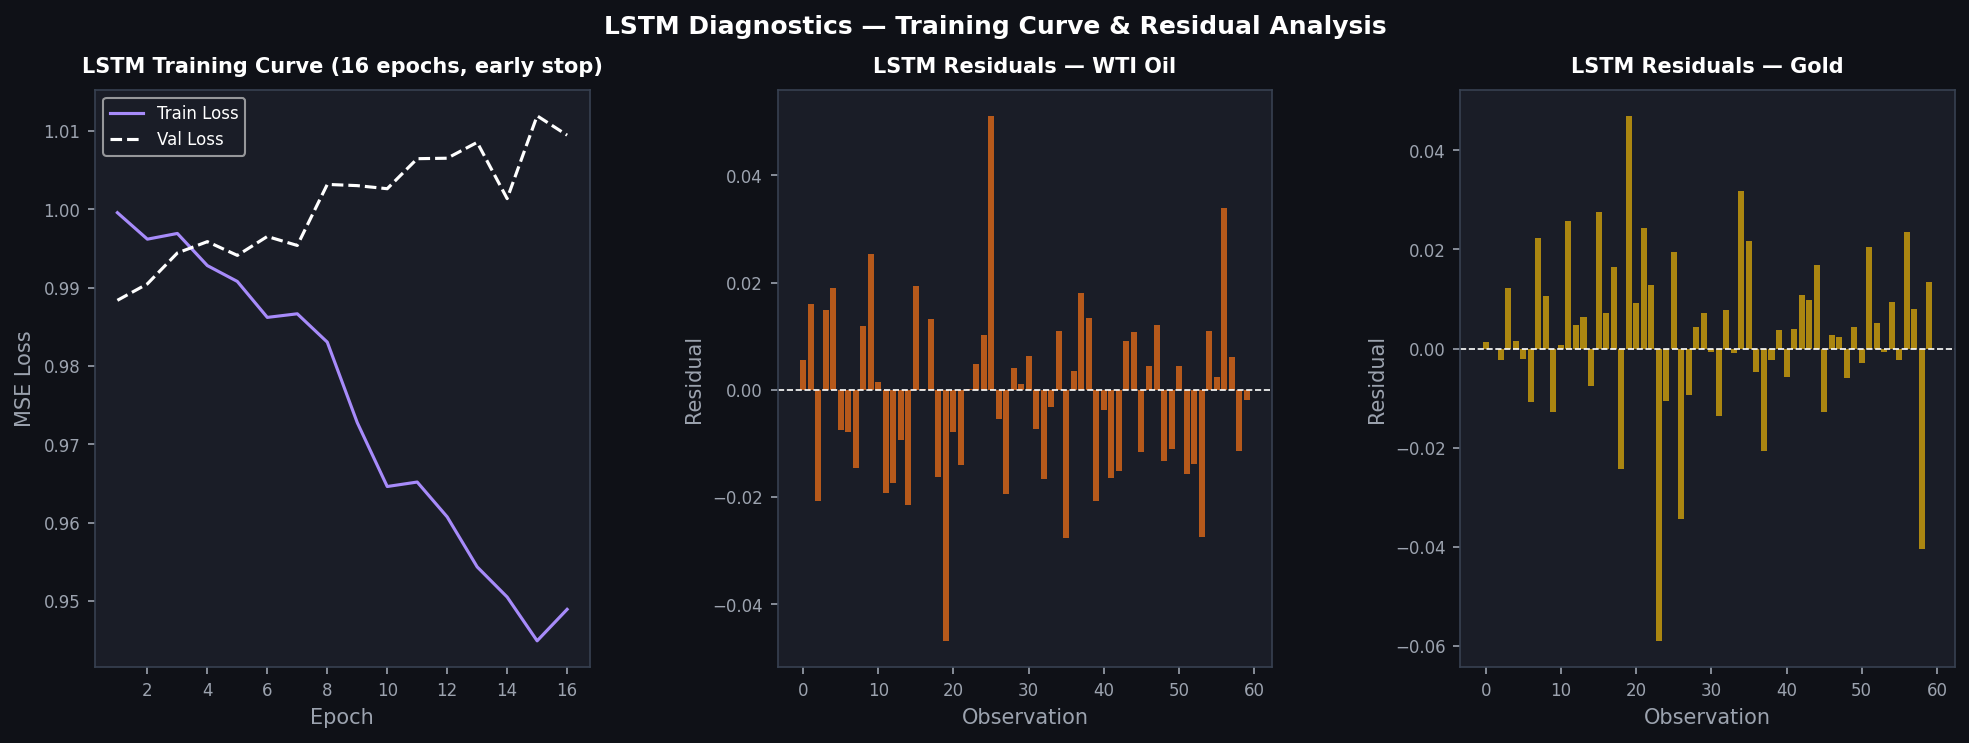 LSTM Diagnostics — Training Curve & Residual Analysis
LSTM Training Curve (16 epochs, early stop)
Train Loss
Val Loss
MSE Loss
1.01
1.00
0.99
0.98
0.97
0.96
0.95
2 4 6 8 10 12 14 16
Epoch
LSTM Residuals — WTI Oil
Residual
0.04
0.02
0.00
−0.02
−0.04
0 10 20 30 40 50 60
Observation
LSTM Residuals — Gold
Residual
0.04
0.02
0.00
−0.02
−0.04
−0.06
0 10 20 30 40 50 60
Observation